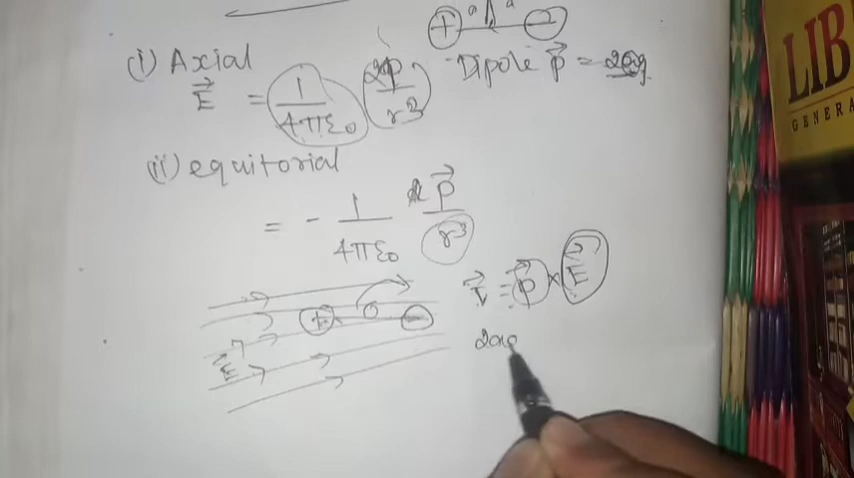 + a a -
(i) Axial
Dipole p⃗ = 2aq
E⃗ = 1/4πε₀ (2p/r³)
(ii) equitorial
= - 1/4πε₀ p⃗/r³
τ⃗ = p⃗ × E⃗
+ -
E⃗
2aq
LIB
GENERA